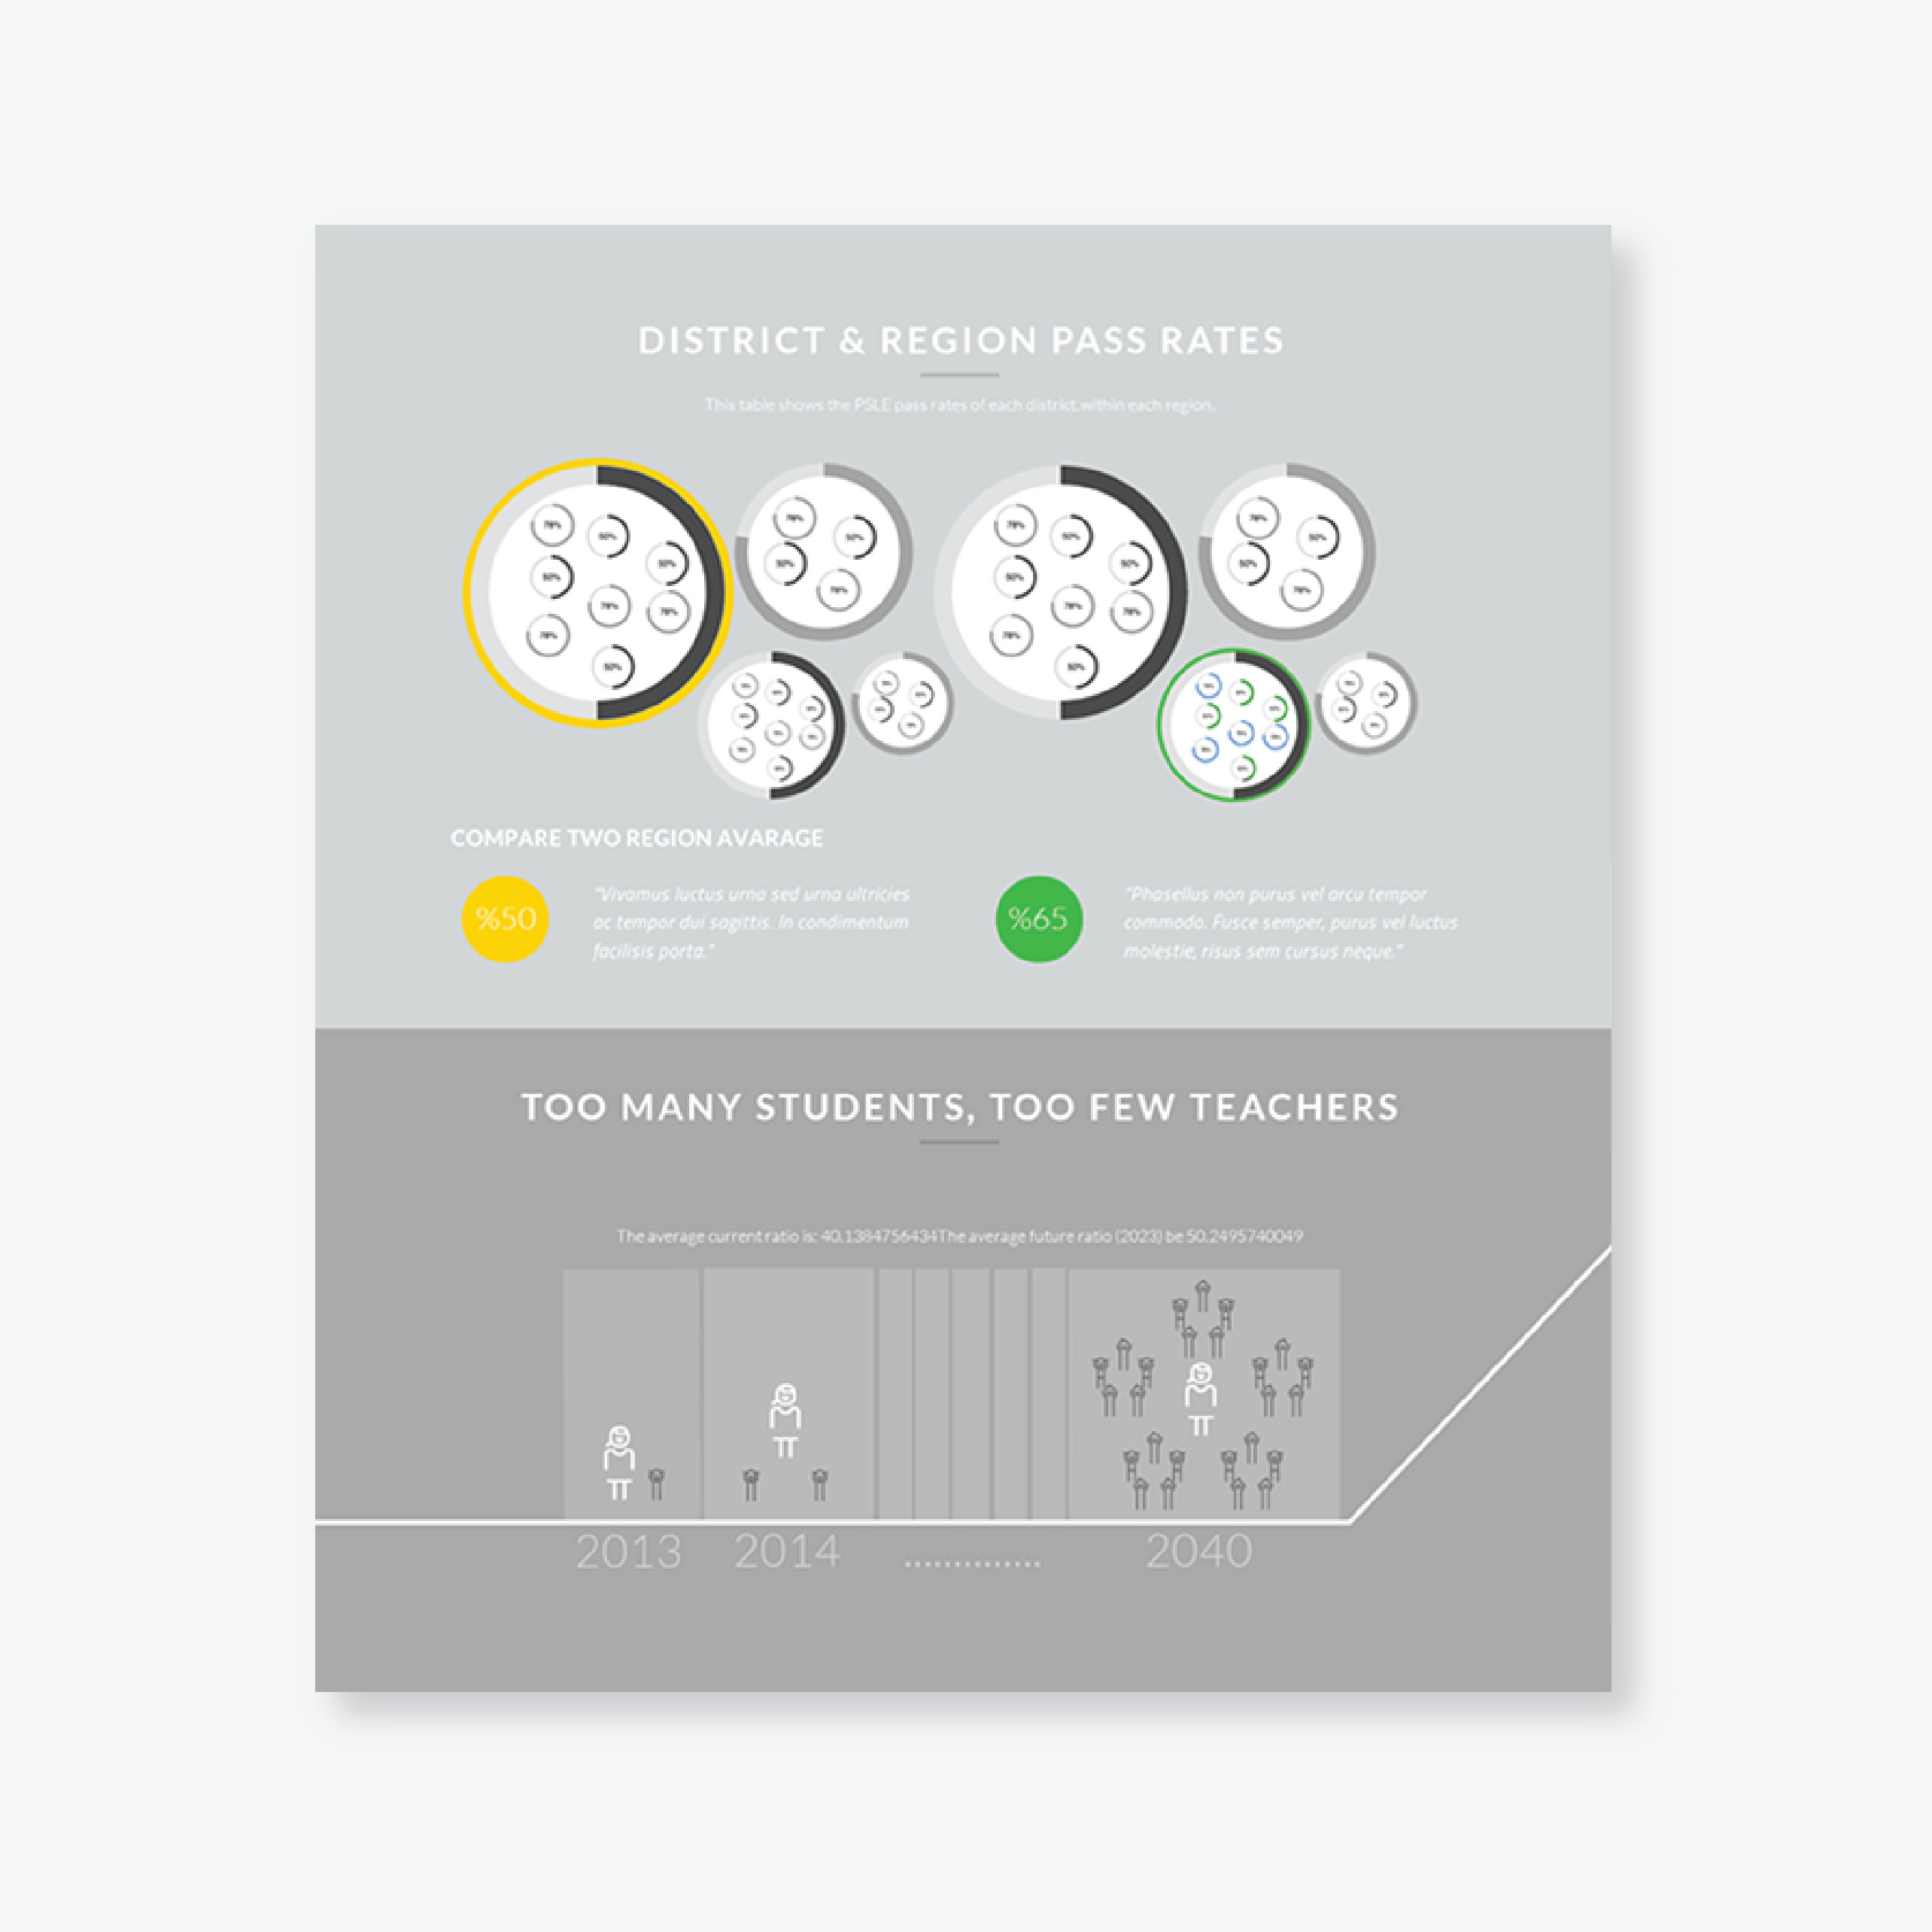 DISTRICT & REGION PASS RATES
This table shows the PSLE pass rates of each district within each region.
78%
50%
50%
50%
78%
78%
78%
50%
78%
50%
50%
78%
78%
50%
50%
50%
78%
78%
78%
50%
78%
50%
50%
78%
COMPARE TWO REGION AVARAGE
%50
"Vivamus luctus urna sed urna ultricies
ac tempor dui sagittis. In condimentum
facilisis porta."
%65
"Phasellus non purus vel arcu tempor
commodo. Fusce semper, purus vel luctus
molestie, risus sem cursus neque."
TOO MANY STUDENTS, TOO FEW TEACHERS
The average current ratio is: 40.1384756434The average future ratio (2023) be 50.2495740049
2013 2014 .............. 2040